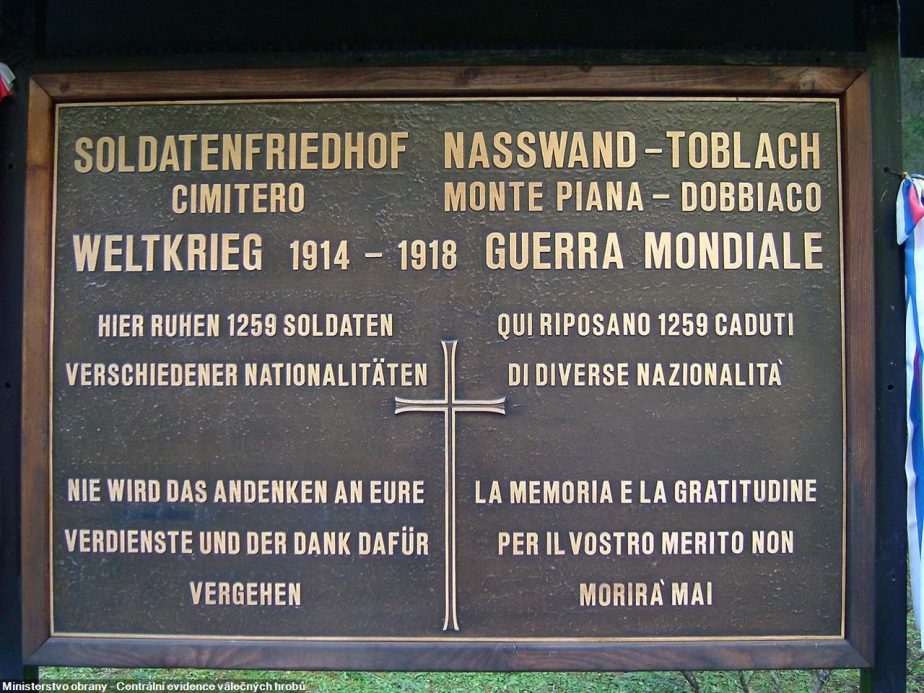 SOLDATENFRIEDHOF NASSWAND – TOBLACH
CIMITERO MONTE PIANA – DOBBIACO
WELTKRIEG 1914 – 1918 GUERRA MONDIALE
HIER RUHEN 1259 SOLDATEN
VERSCHIEDENER NATIONALITÄTEN
NIE WIRD DAS ANDENKEN AN EURE
VERDIENSTE UND DER DANK DAFÜR
VERGEHEN
QUI RIPOSANO 1259 CADUTI
DI DIVERSE NAZIONALITA`
LA MEMORIA E LA GRATITUDINE
PER IL VOSTRO MERITO NON
MORIRA` MAI
Ministerstvo obrany - Centrální evidence válečných hrobů